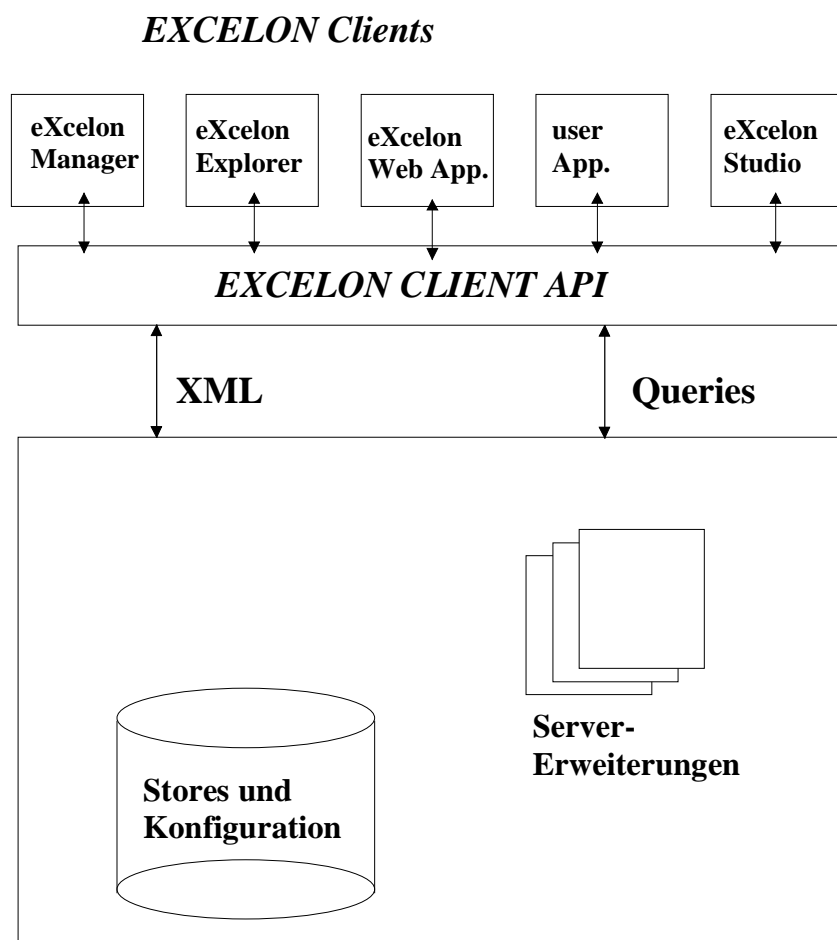 EXCELON Clients
eXcelon
Manager
eXcelon
Explorer
eXcelon
Web App.
user
App.
eXcelon
Studio
EXCELON CLIENT API
XML
Queries
Server-
Erweiterungen
Stores und
Konfiguration